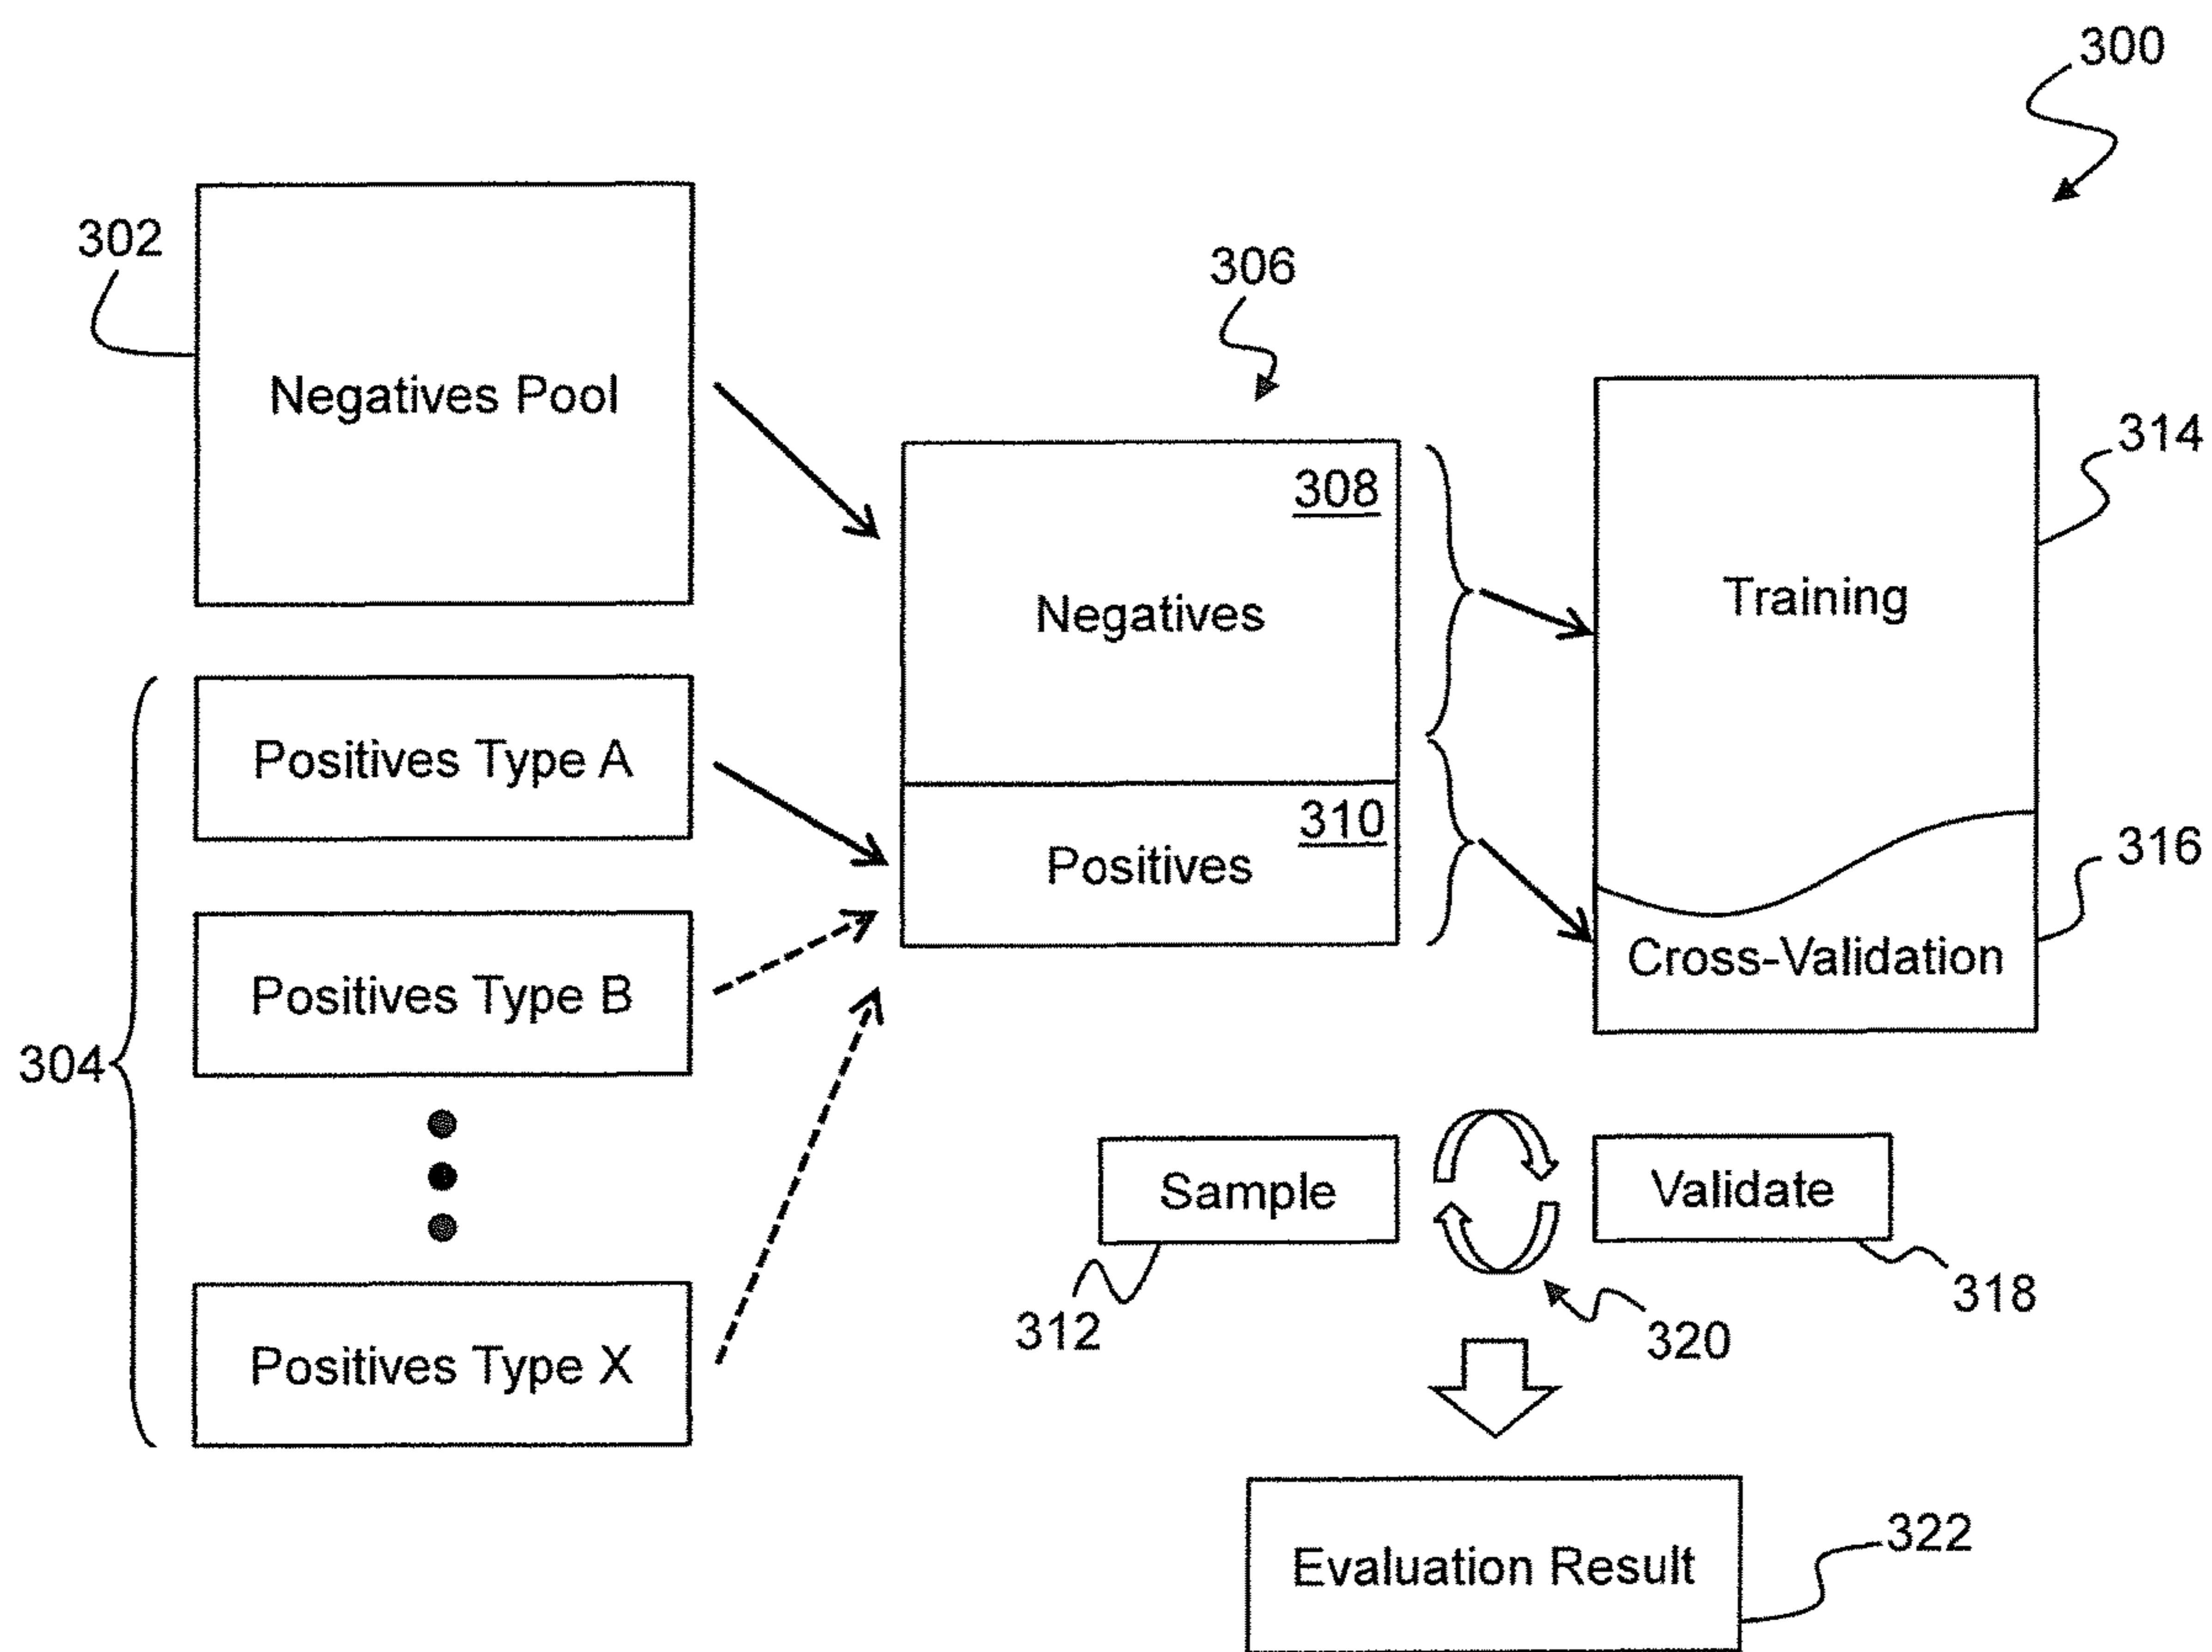 300
302
Negatives Pool
306
308
Negatives
314
Training
Positives Type A
310
Positives
316
Cross-Validation
Positives Type B
304
Sample
Validate
312
318
320
Positives Type X
322
Evaluation Result